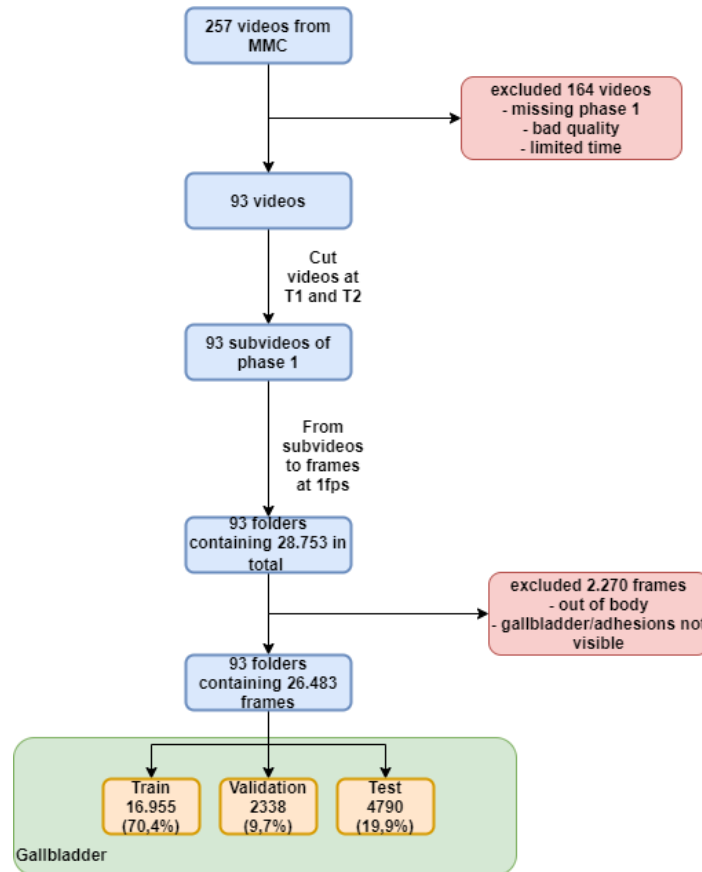 257 videos from
MMC
excluded 164 videos
- missing phase 1
- bad quality
- limited time
93 videos
Cut
videos at
T1 and T2
93 subvideos of
phase 1
From
subvideos
to frames
at 1fps
93 folders
containing 28.753 in
total
excluded 2.270 frames
- out of body
- gallbladder/adhesions not
visible
93 folders
containing 26.483
frames
Train
16.955
(70,4%)
Validation
2338
(9,7%)
Test
4790
(19,9%)
Gallbladder